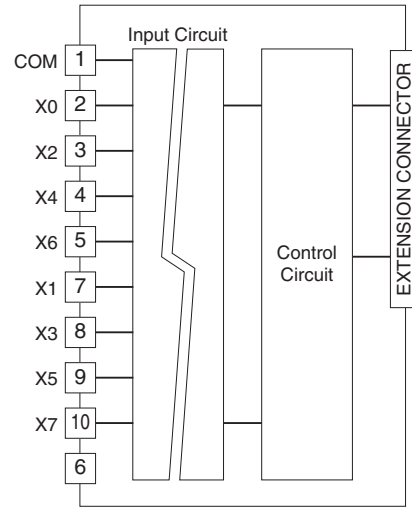 Input Circuit
COM 1
X0 2
X2 3
X4 4
X6 5
X1 7
X3 8
X5 9
X7 10
6
Control
Circuit
EXTENSION CONNECTOR